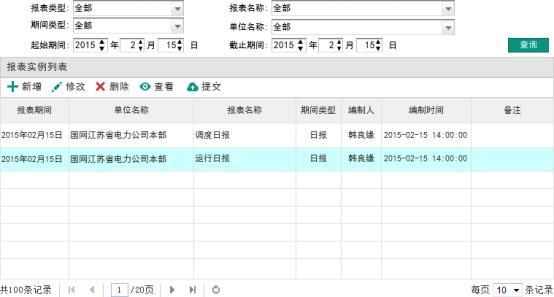 报表类型: 全部 报表名称: 全部
期间类型: 全部 单位名称: 全部
起始期间: 2015 年 2 月 15 日 截止期间: 2015 年 2 月 15 日 查询
报表实例列表
新增 修改 删除 查看 提交
报表期间 单位名称 报表名称 期间类型 编制人 编制时间 备注
2015年02月15日 国网江苏省电力公司本部 调度日报 日报 韩良缘 2015-02-15 14:00:00
2015年02月15日 国网江苏省电力公司本部 运行日报 日报 韩良缘 2015-02-15 14:00:00
共100条记录 1 /20页 每页 10 条记录